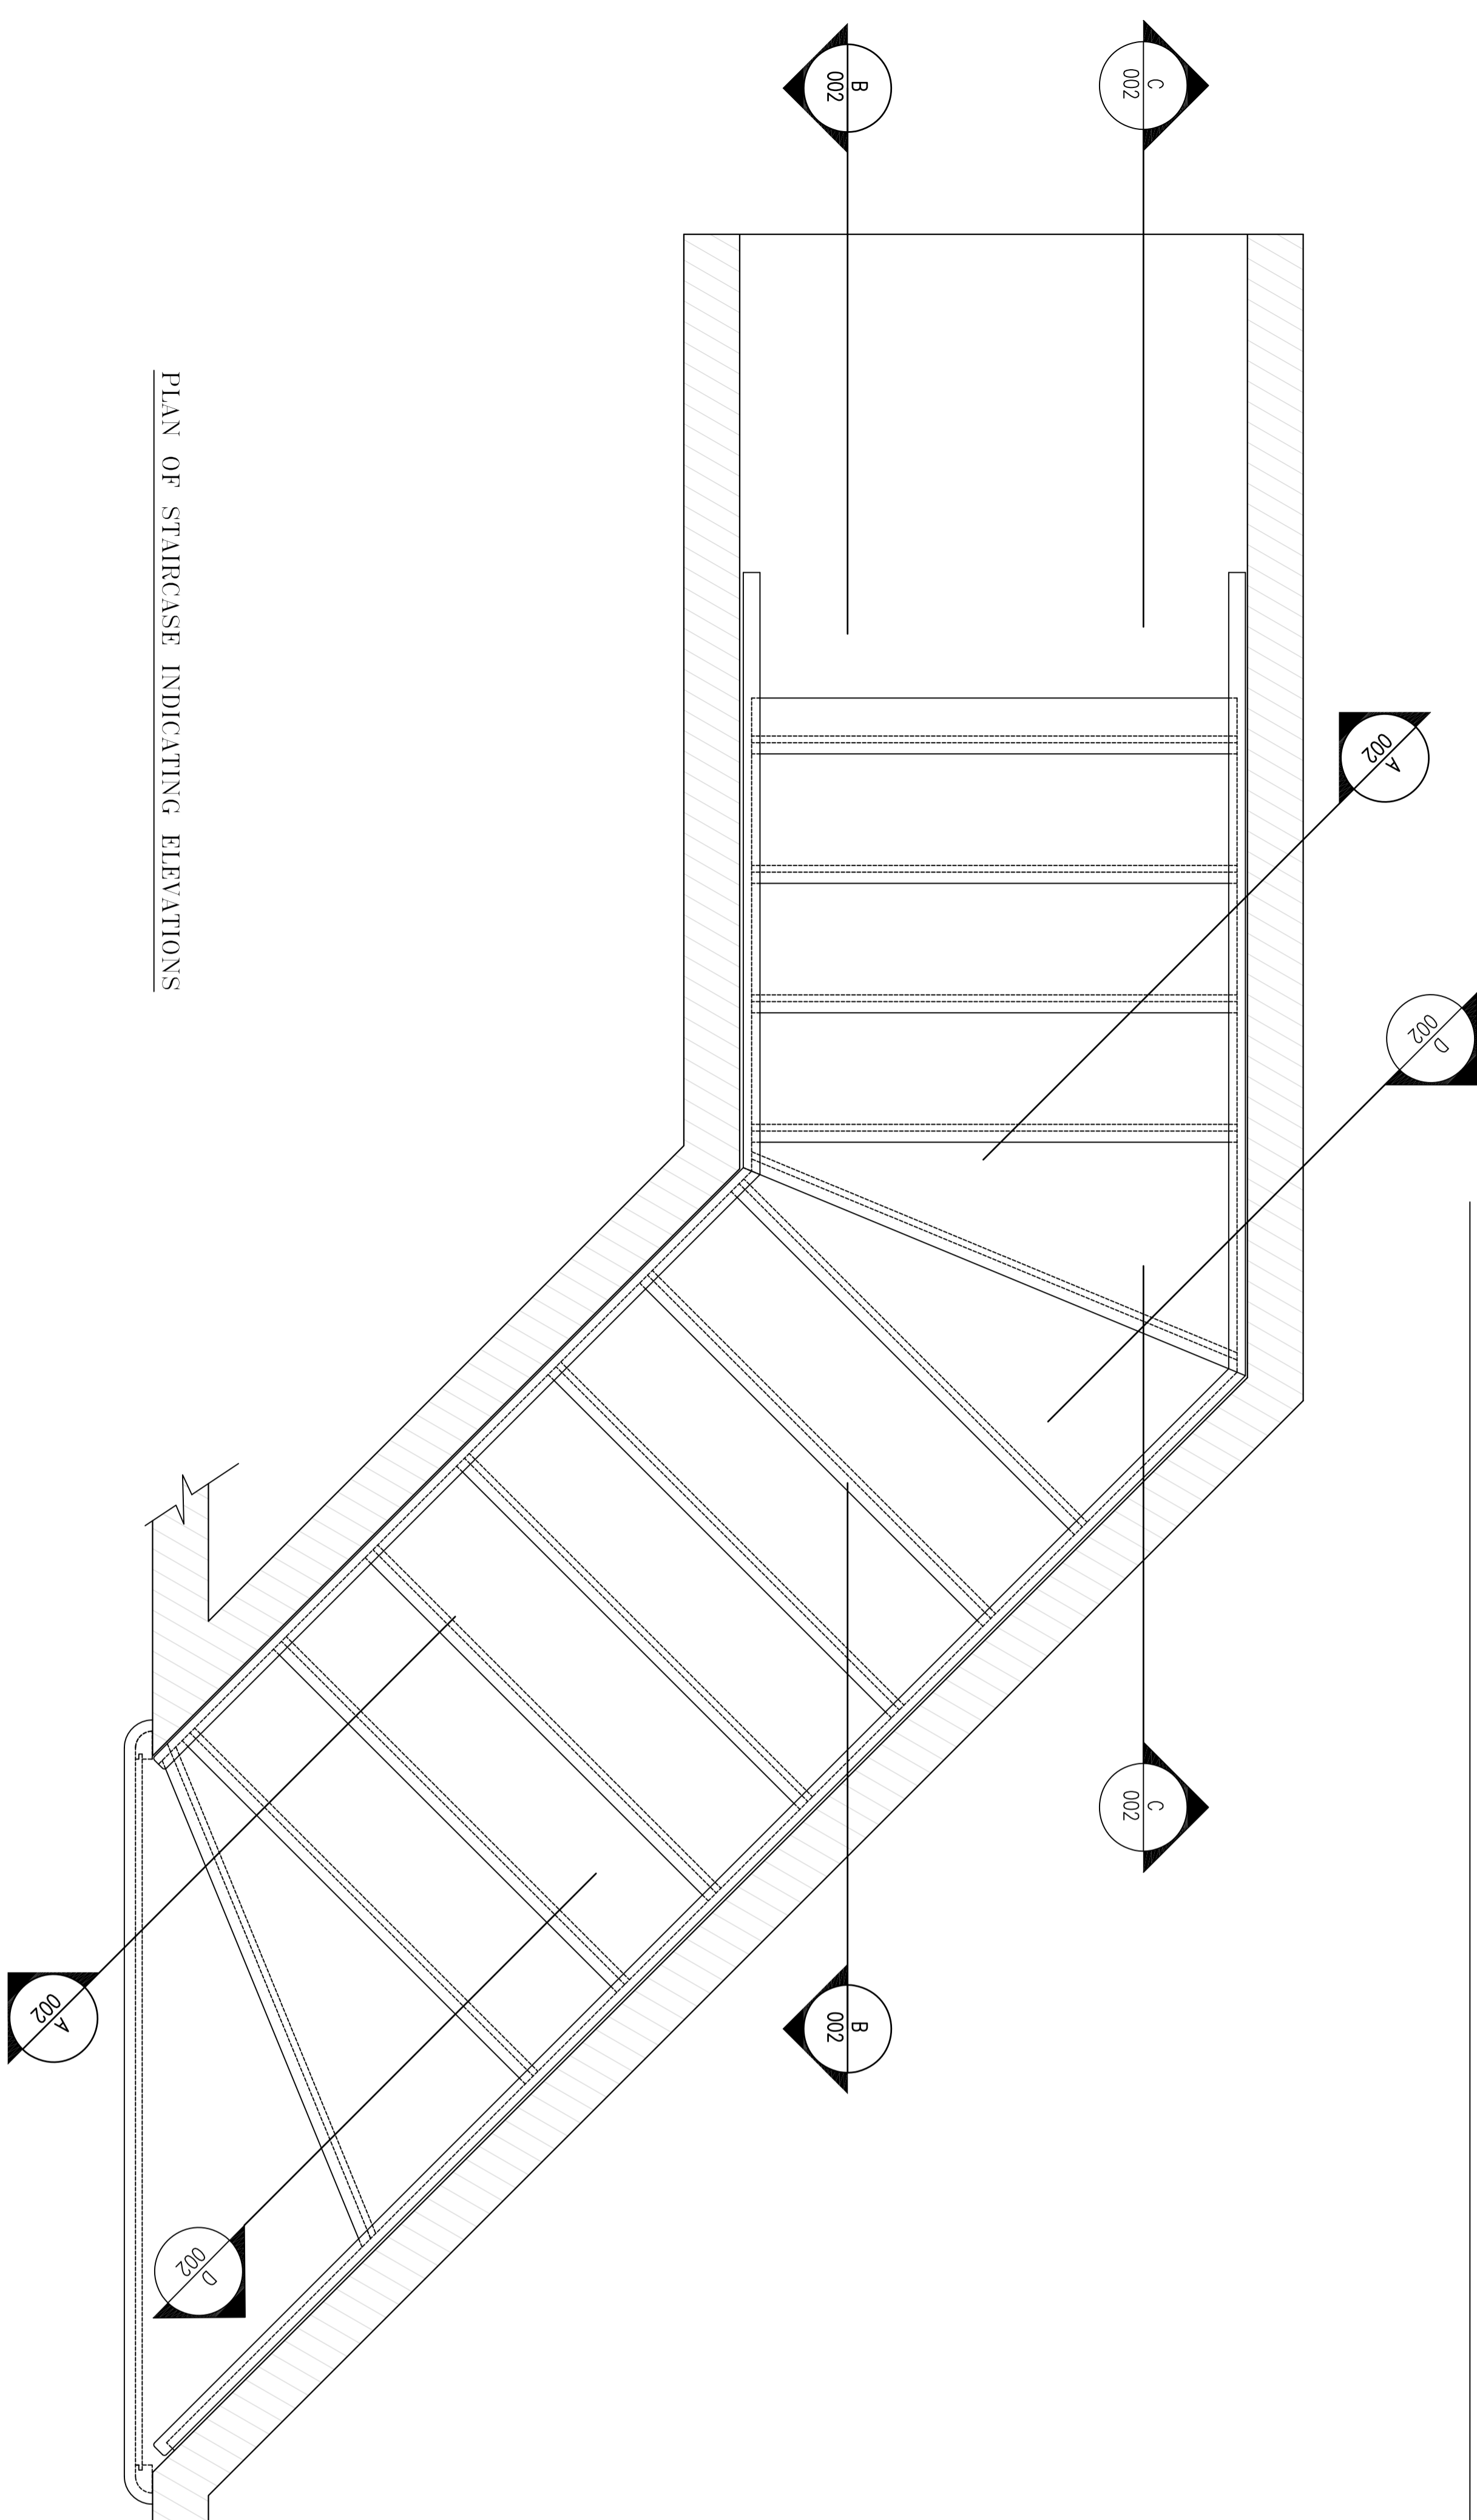 B
002
C
002
PLAN OF STAIRCASE INDICATING ELEVATIONS
A
002
D
002
C
002
A
002
B
002
D
002